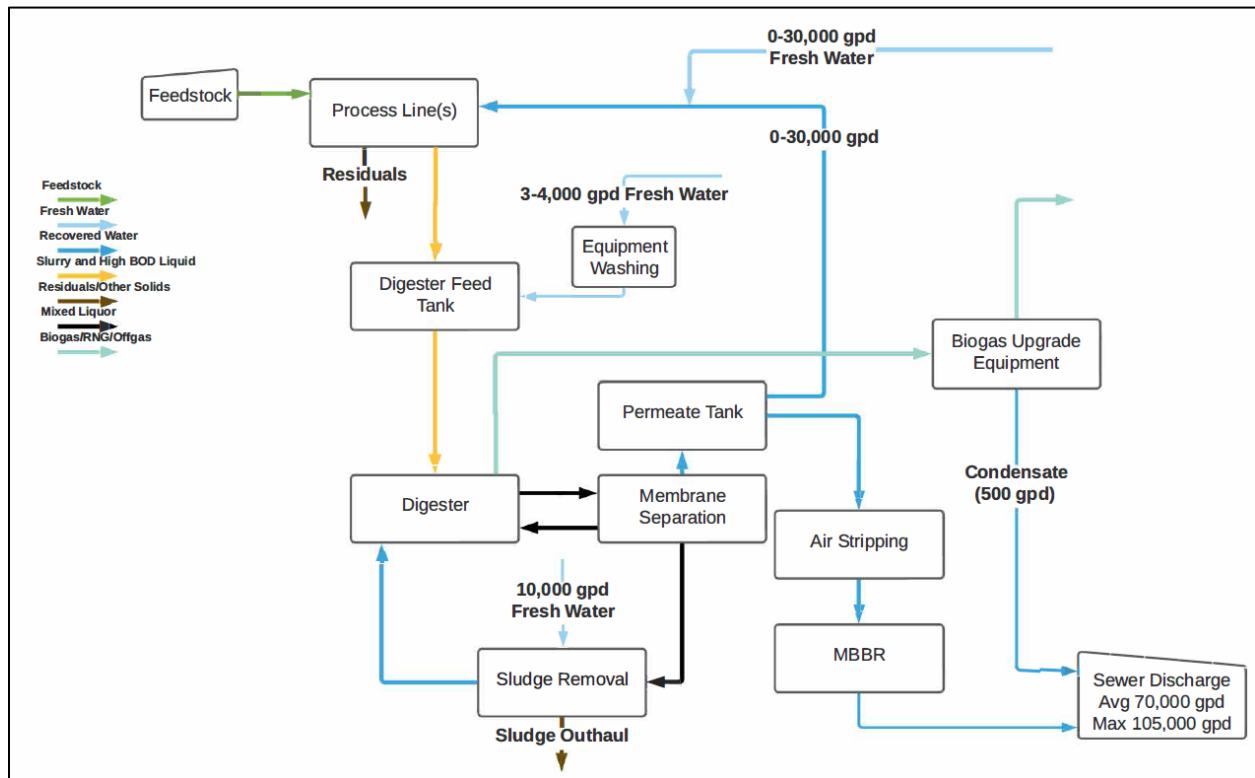 0-30,000 gpd
Fresh Water
Feedstock
Process Line(s)
0-30,000 gpd
Residuals
Feedstock
Fresh Water
Recovered Water
Slurry and High BOD Liquid
Residuals/Other Solids
Mixed Liquor
Biogas/RNG/Offgas
3-4,000 gpd Fresh Water
Equipment
Washing
Digester Feed
Tank
Biogas Upgrade
Equipment
Permeate Tank
Digester
Membrane
Separation
Condensate
(500 gpd)
Air Stripping
10,000 gpd
Fresh Water
MBBR
Sludge Removal
Sewer Discharge
Avg 70,000 gpd
Max 105,000 gpd
Sludge Outhaul